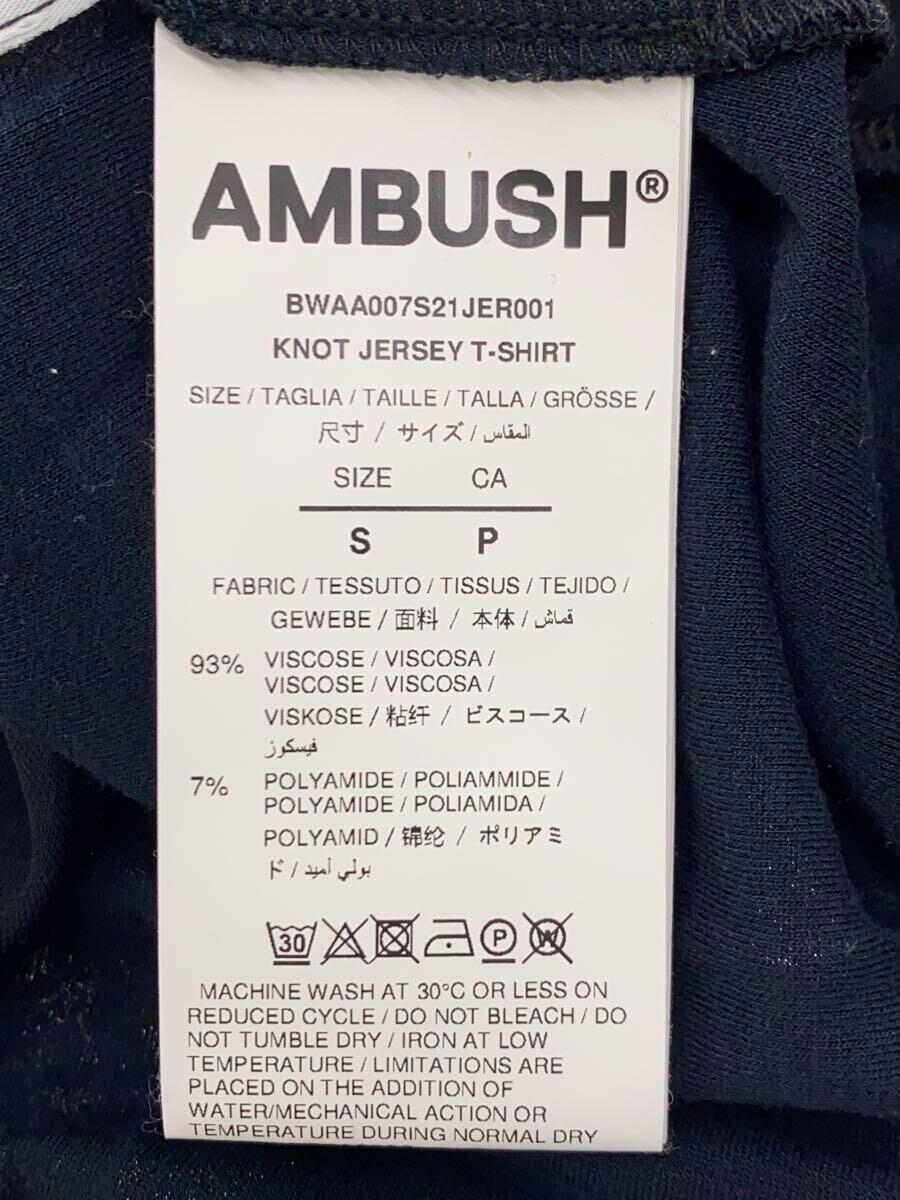 AMBUSH®
BWAA007S21JER001
KNOT JERSEY T-SHIRT
SIZE / TAGLIA / TAILLE / TALLA / GRÖSSE /
尺寸 / サイズ / المقاس
SIZE CA
S P
FABRIC / TESSUTO / TISSUS / TEJIDO /
GEWEBE / 面料 / 本体 / قماش
93% VISCOSE / VISCOSA /
VISCOSE / VISCOSA /
VISKOSE / 粘纤 / ビスコース /
فيسكوز
7% POLYAMIDE / POLIAMMIDE /
POLYAMIDE / POLIAMIDA /
POLYAMID / 锦纶 / ポリアミ
ド / بولي أميد
30 P W
MACHINE WASH AT 30°C OR LESS ON
REDUCED CYCLE / DO NOT BLEACH / DO
NOT TUMBLE DRY / IRON AT LOW
TEMPERATURE / LIMITATIONS ARE
PLACED ON THE ADDITION OF
WATER/MECHANICAL ACTION OR
TEMPERATURE DURING NORMAL DRY